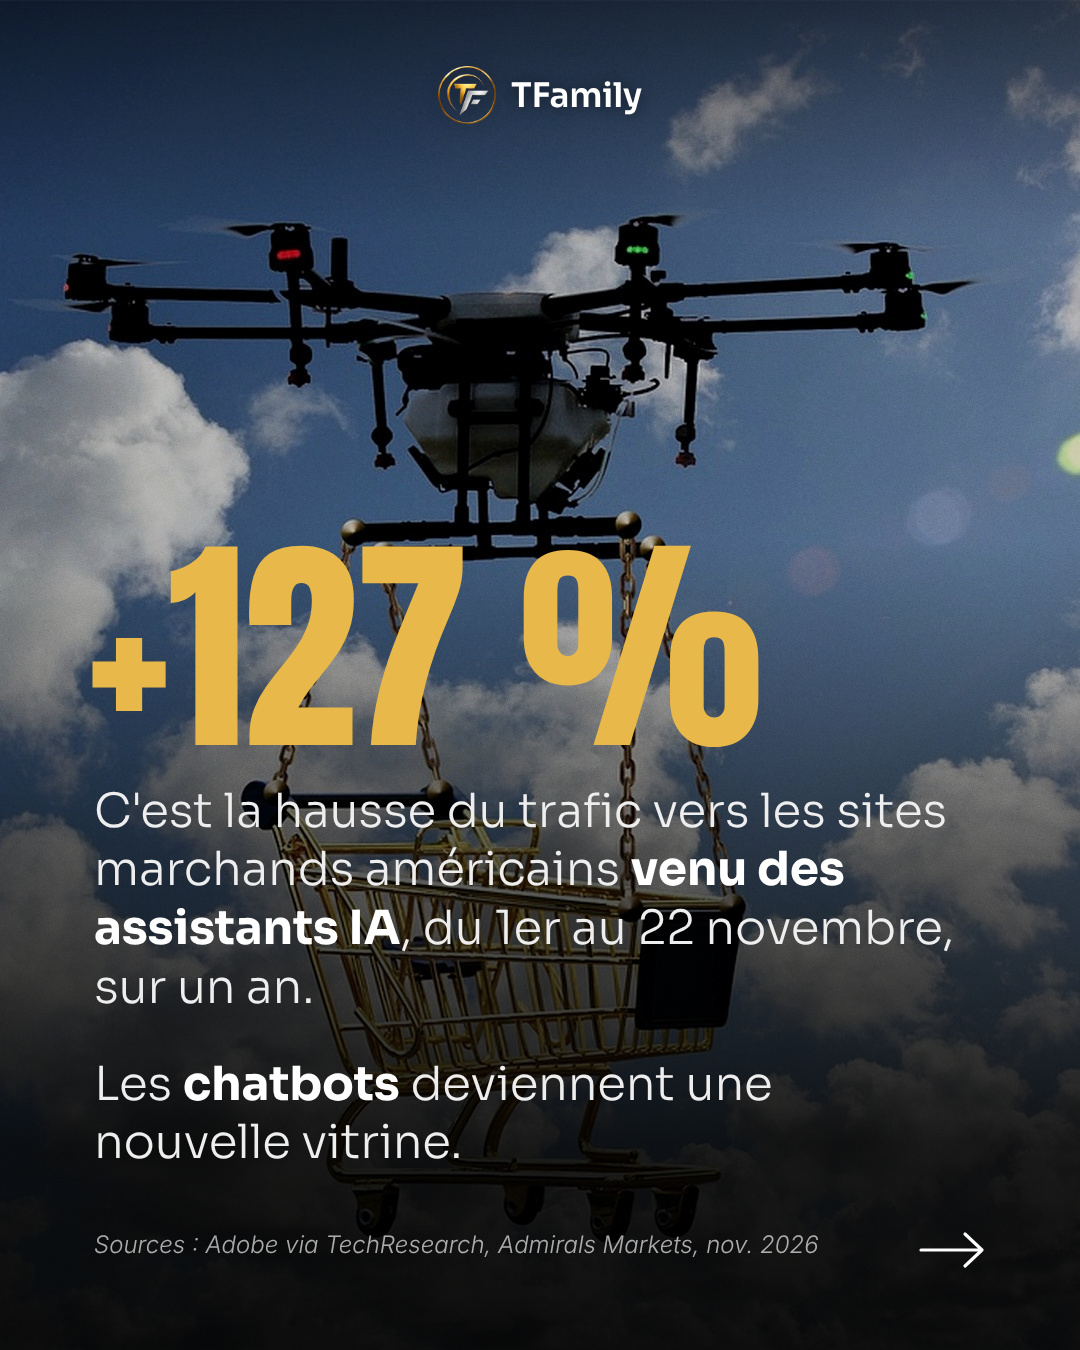 TFamily
+127 %
C'est la hausse du trafic vers les sites
marchands américains venu des
assistants IA, du 1er au 22 novembre,
sur un an.
Les chatbots deviennent une
nouvelle vitrine.
Sources : Adobe via TechResearch, Admirals Markets, nov. 2026